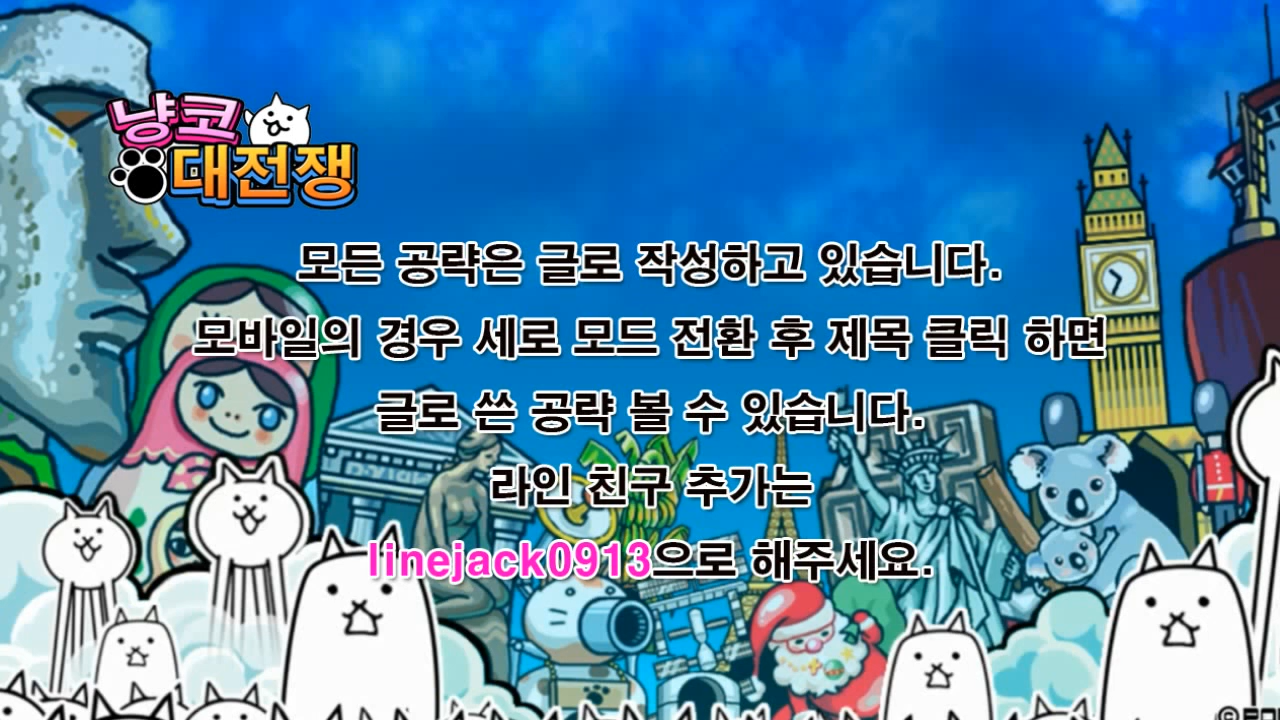 냥코
대전쟁
모든 공략은 글로 작성하고 있습니다.
모바일의 경우 세로 모드 전환 후 제목 클릭 하면
글로 쓴 공략 볼 수 있습니다.
라인 친구 추가는
linejack0913으로 해주세요.